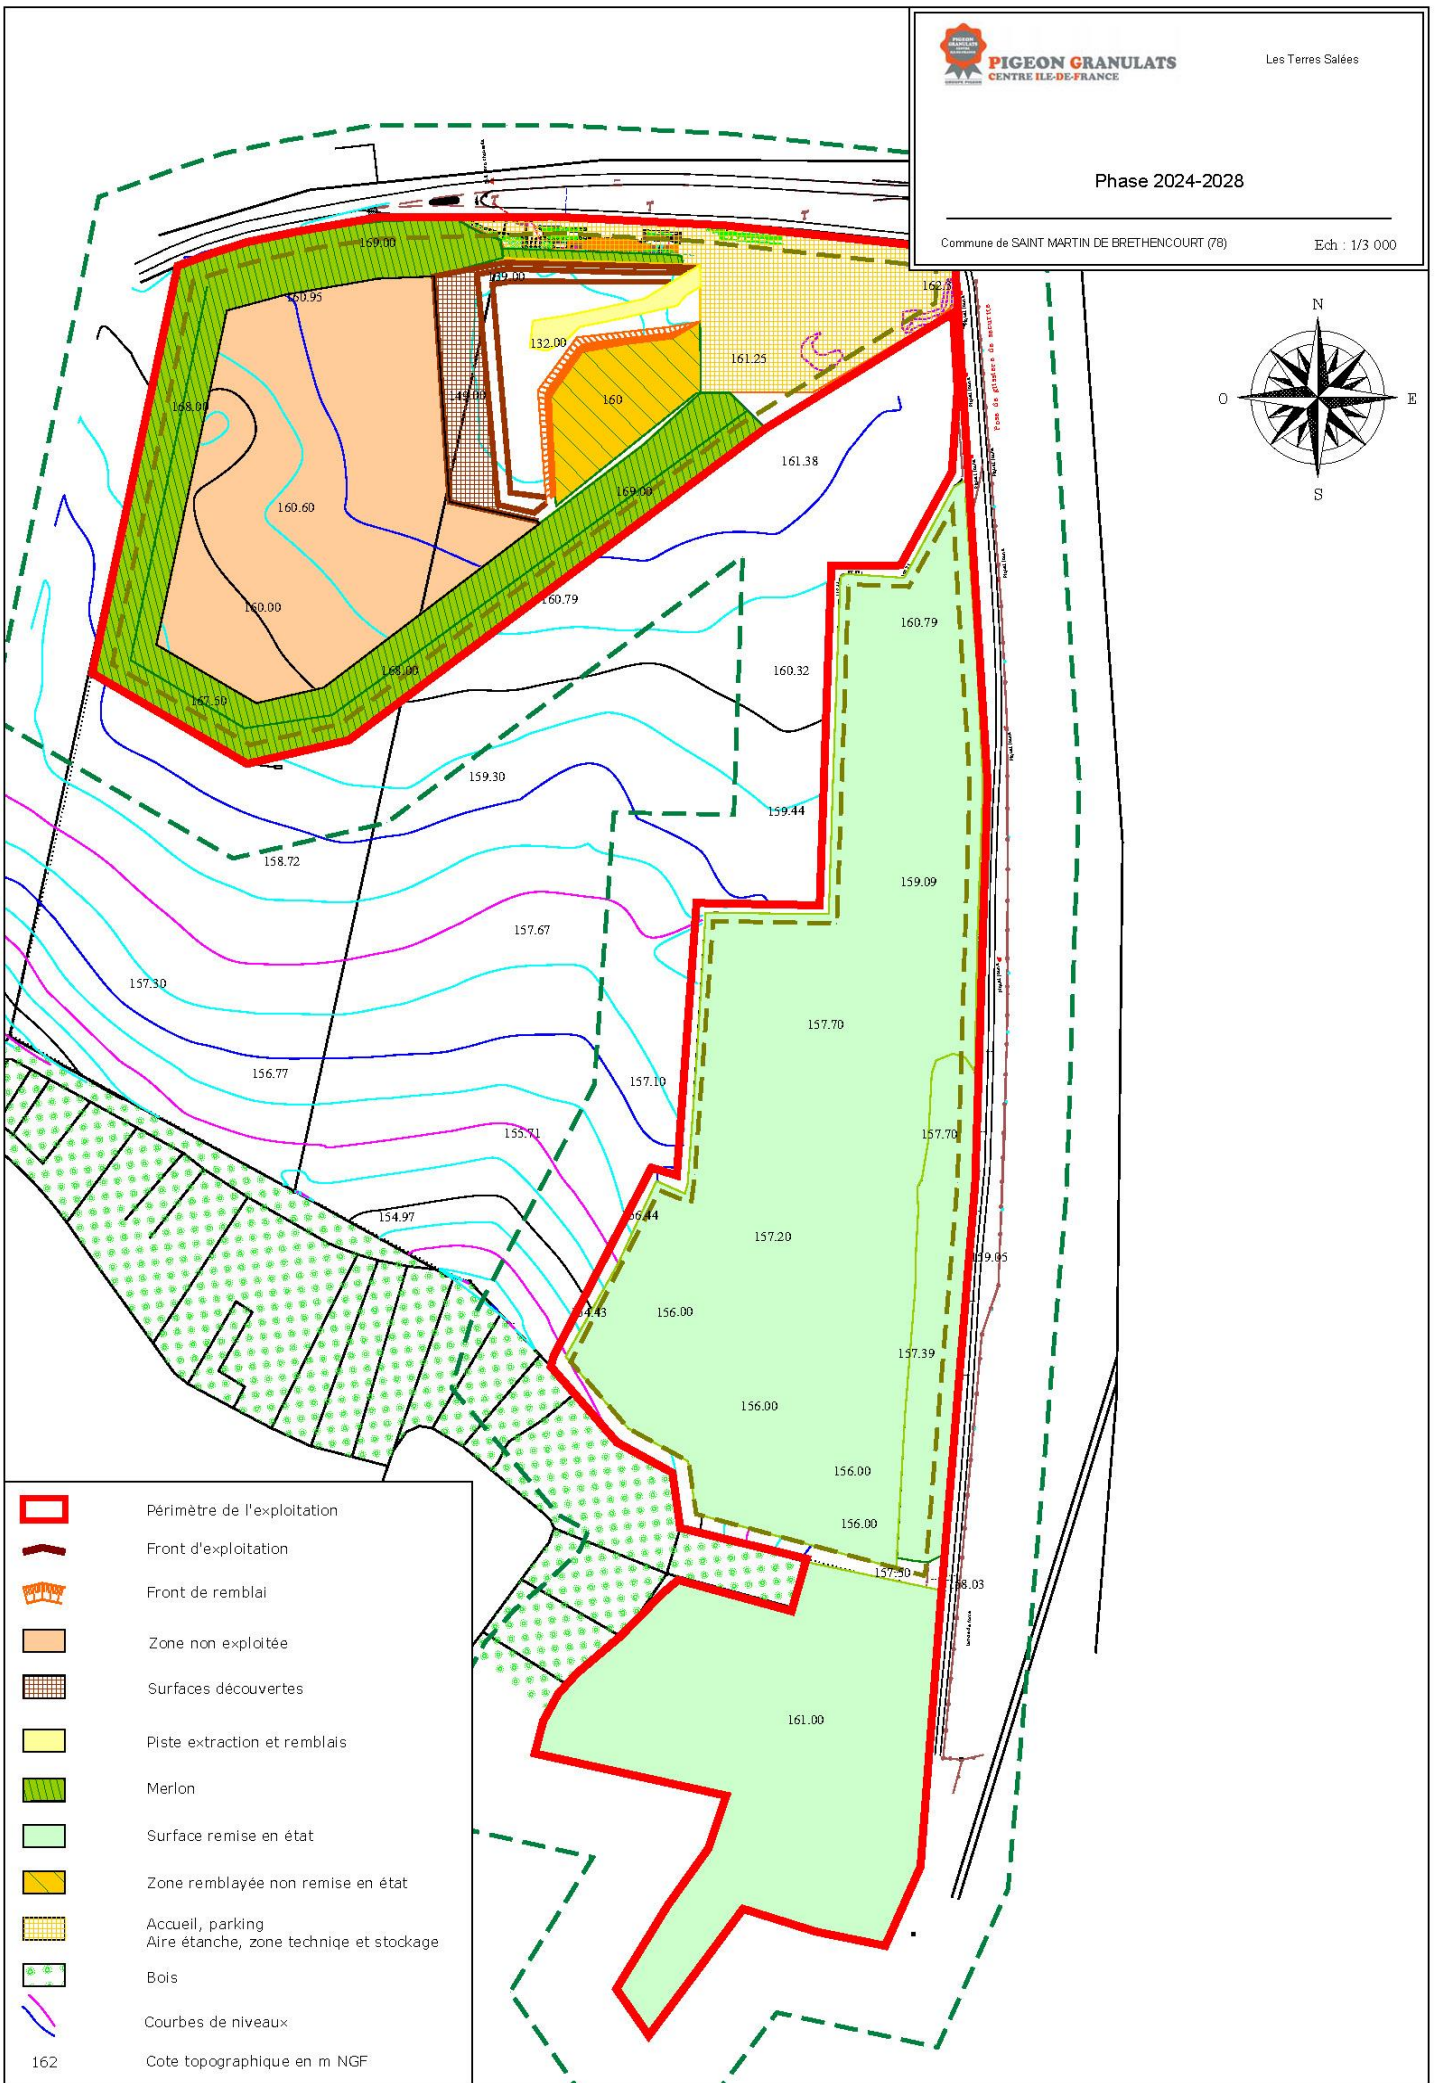 PIGEON GRANULATS
CENTRE ILE-DE-FRANCE
Les Terres Salées
Phase 2024-2028
Commune de SAINT MARTIN DE BRETHENCOURT (78)
Ech : 1/3 000
N
O
E
S
169.00
162.3
160.95
132.00
161.25
168.00
160
161.38
169.00
160.60
160.00
160.79
160.79
168.00
160.32
167.50
159.30
159.44
158.72
159.09
157.67
157.30
157.70
156.77
157.10
155.71
157.70
154.97
157.20
159.05
156.00
157.39
156.00
156.00
156.00
157.50
161.00
Pose de glissière de sécurité
Périmètre de l'exploitation
Front d'exploitation
Front de remblai
Zone non exploitée
Surfaces découvertes
Piste extraction et remblais
Merlon
Surface remise en état
Zone remblayée non remise en état
Accueil, parking
Aire étanche, zone techniqe et stockage
Bois
Courbes de niveaux
162
Cote topographique en m NGF